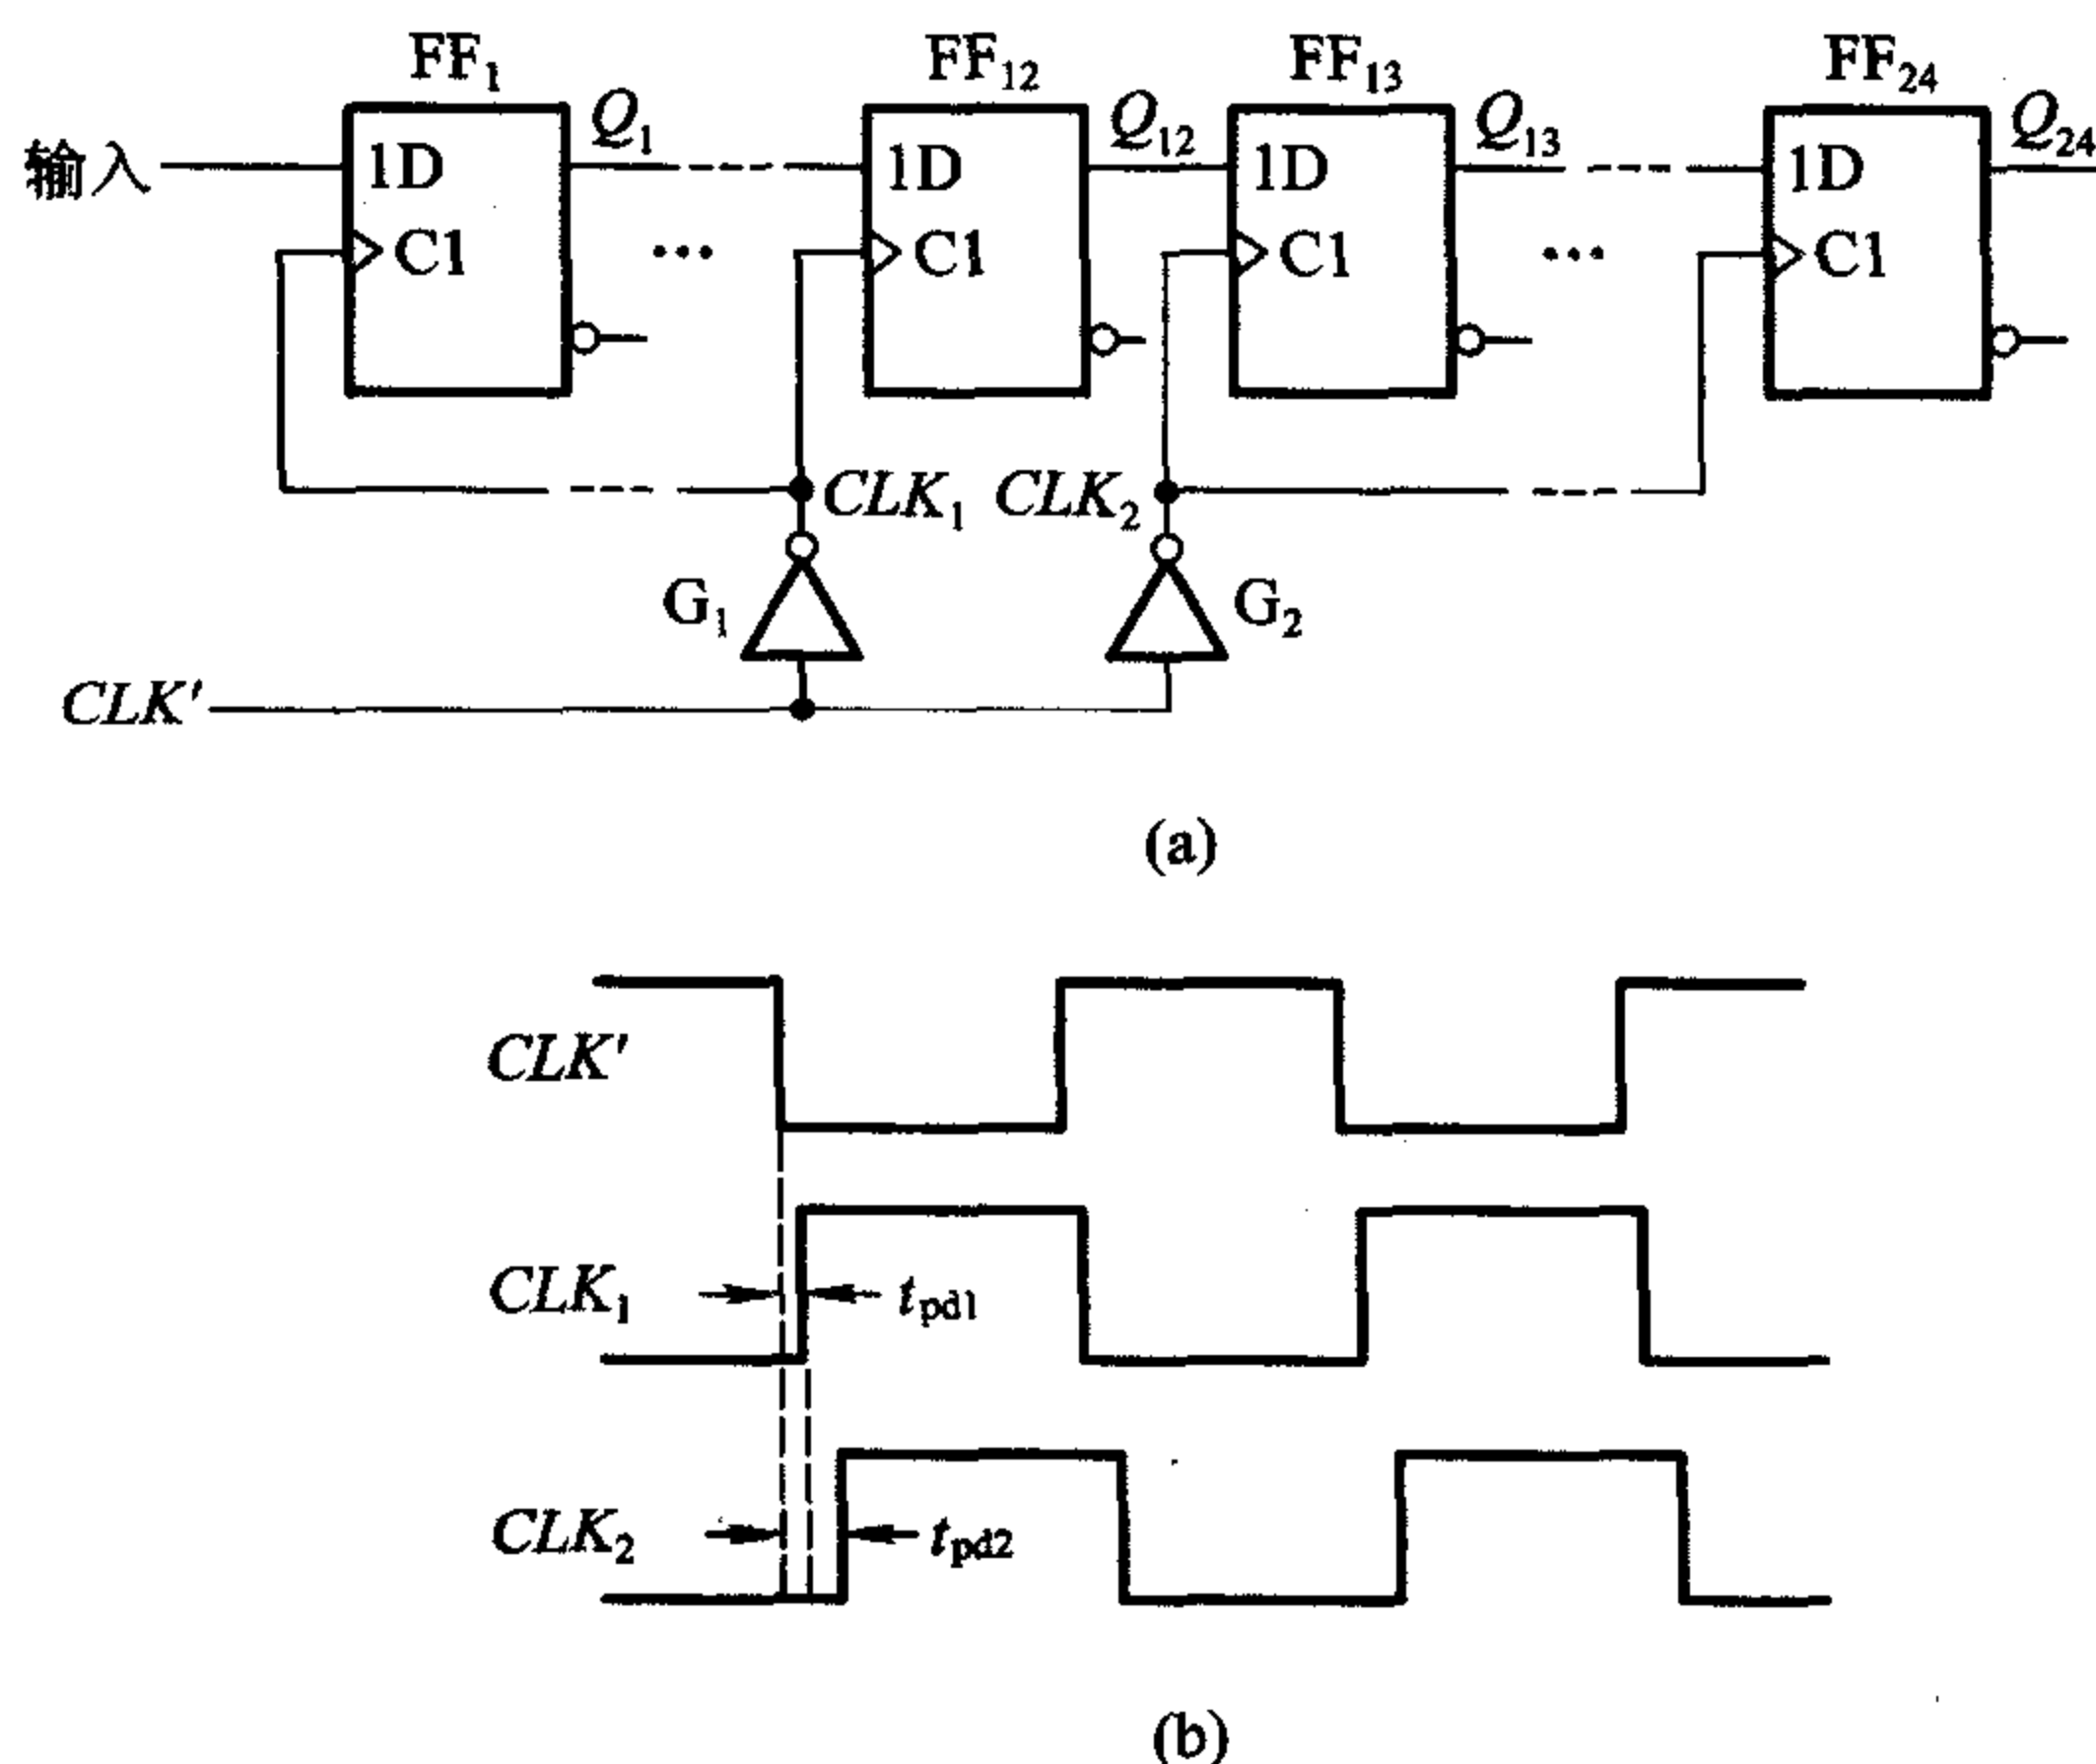 FF₁ FF₁₂ FF₁₃ FF₂₄
输入 1D Q₁ 1D Q₁₂ 1D Q₁₃ 1D Q₂₄
C1 ··· C1 C1 ··· C1
CLK₁ CLK₂
G₁ G₂
CLK′
(a)
CLK′
CLK₁ tpd1
CLK₂ tpd2
(b)